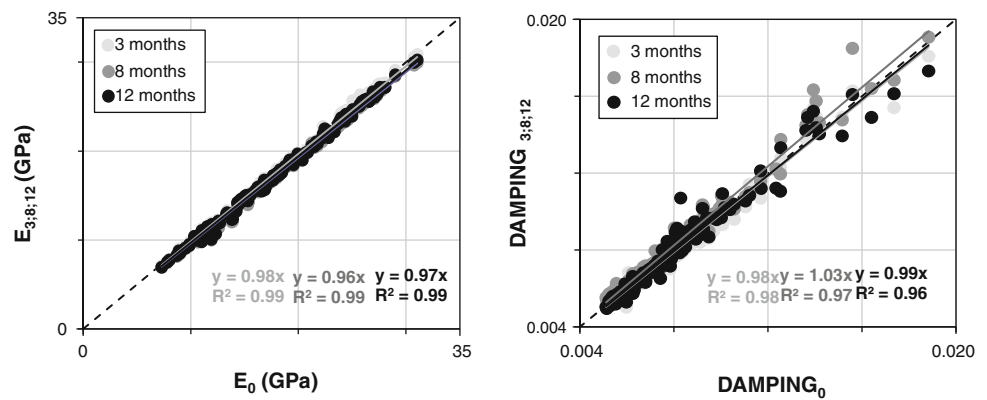 35
3 months
8 months
12 months
E3;8;12 (GPa)
y = 0.98x y = 0.96x y = 0.97x
R² = 0.99 R² = 0.99 R² = 0.99
0
0 35
E0 (GPa)
0.020
3 months
8 months
12 months
DAMPING 3;8;12
y = 0.98x y = 1.03x y = 0.99x
R² = 0.98 R² = 0.97 R² = 0.96
0.004
0.004 0.020
DAMPING0